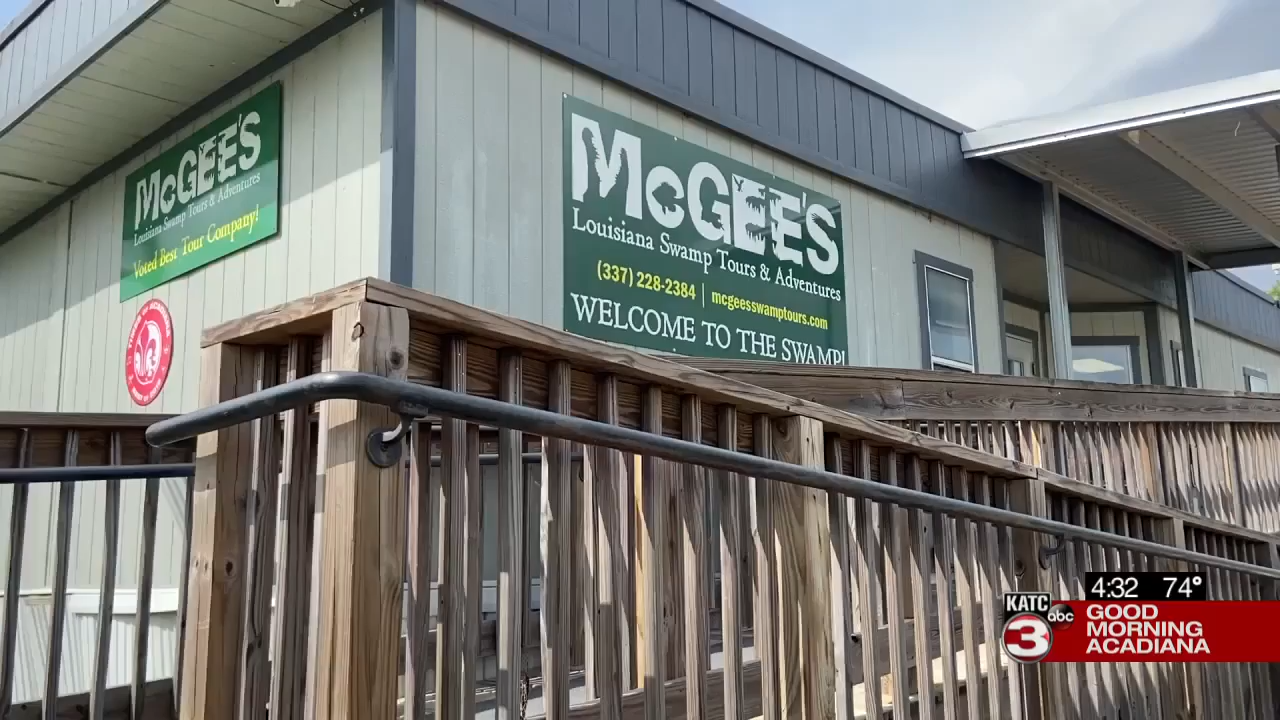 McGEE'S
Louisiana Swamp Tours & Adventures
Voted Best Tour Company!
McGEE'S
Louisiana Swamp Tours & Adventures
(337) 228-2384 | mcgeesswamptours.com
WELCOME TO THE SWAMP!
4:32 74°
KATC
3
abc
GOOD
MORNING
ACADIANA